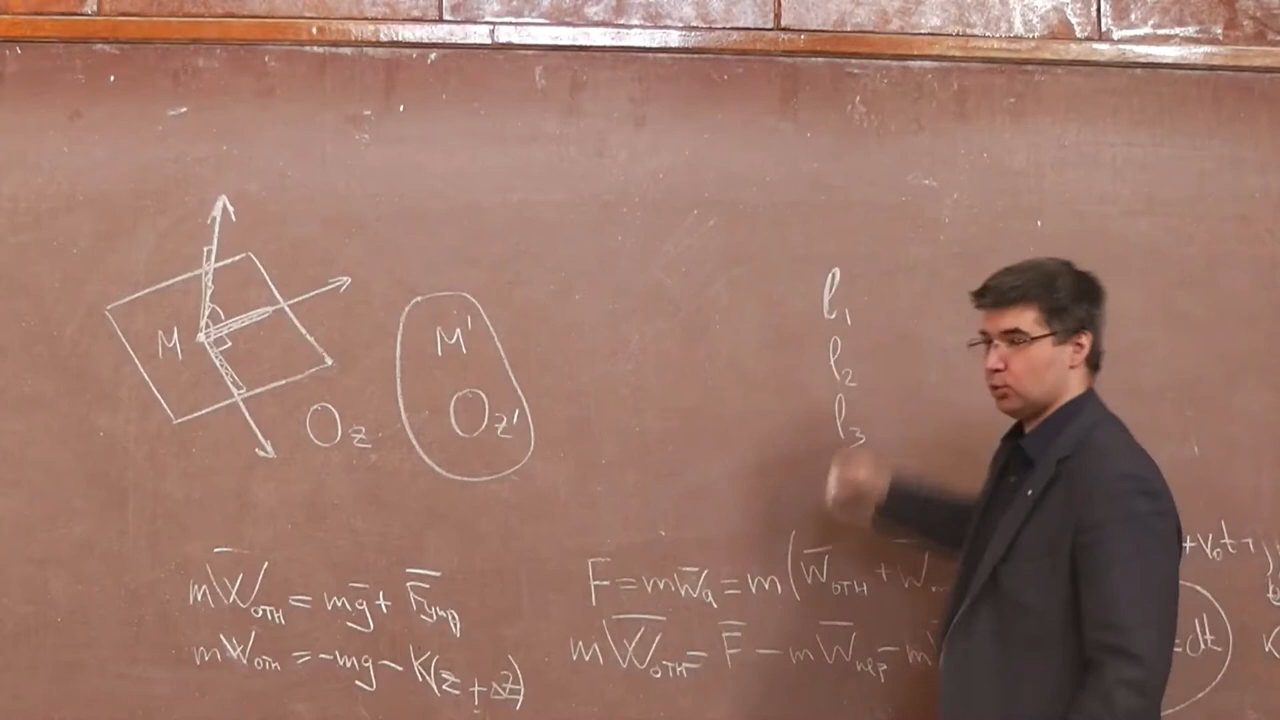 M
M'
Oz
Oz'
l₁
l₂
l₃
mW̅отн = mg̅ + F̅упр
mWотн = -mg - K(z + Δz)
F = mw̅a = m(w̅отн + w̅
mW̅отн = F̅ - mw̅пер - m
+v₀t+
=dt